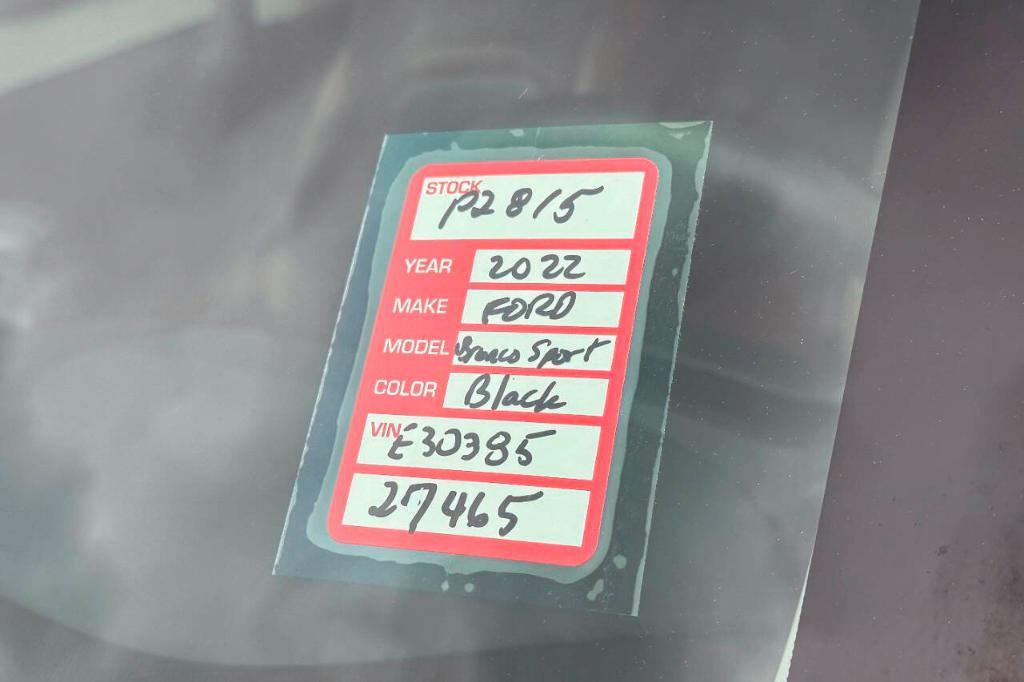 STOCK
P2815
YEAR 2022
MAKE FORD
MODEL Bronco Sport
COLOR Black
VIN E30385
27465